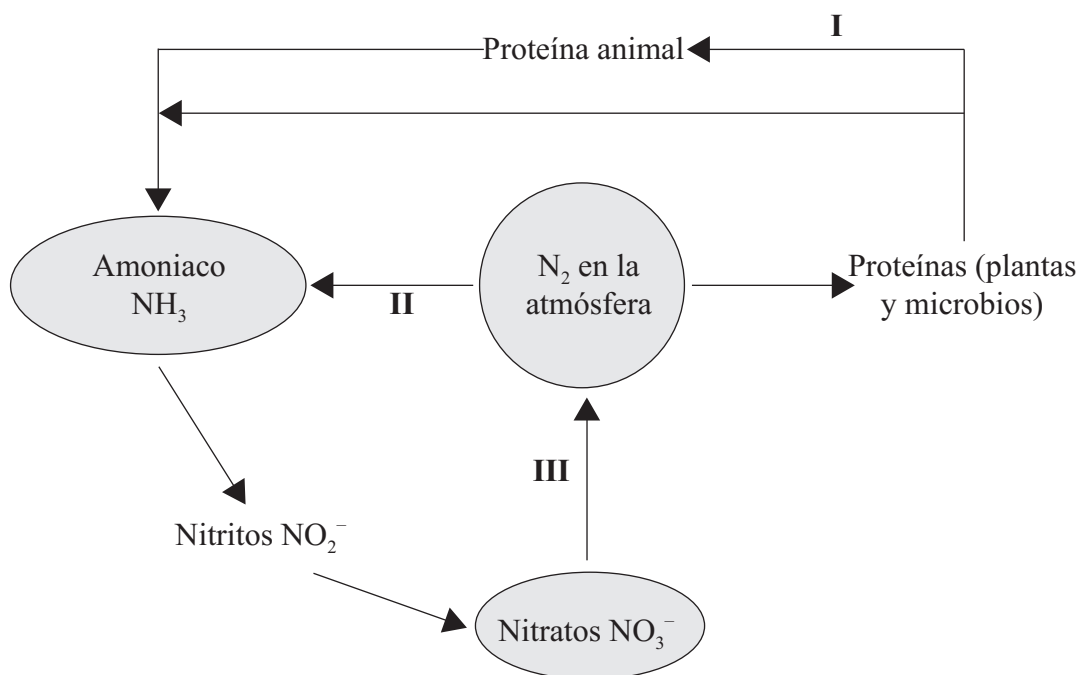 I
Proteína animal
Amoniaco
NH₃
II
N₂ en la
atmósfera
Proteínas (plantas
y microbios)
III
Nitritos NO₂⁻
Nitratos NO₃⁻